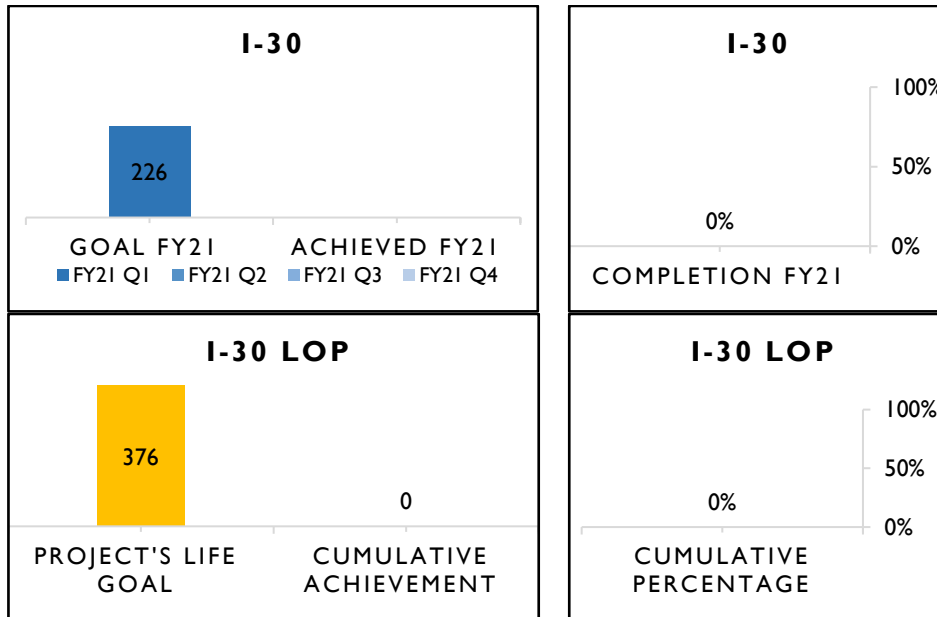 I-30
226
GOAL FY21 ACHIEVED FY21
FY21 Q1 FY21 Q2 FY21 Q3 FY21 Q4
I-30
100%
50%
0%
0%
COMPLETION FY21
I-30 LOP
376
0
PROJECT'S LIFE GOAL
CUMULATIVE ACHIEVEMENT
I-30 LOP
100%
50%
0%
0%
CUMULATIVE
PERCENTAGE